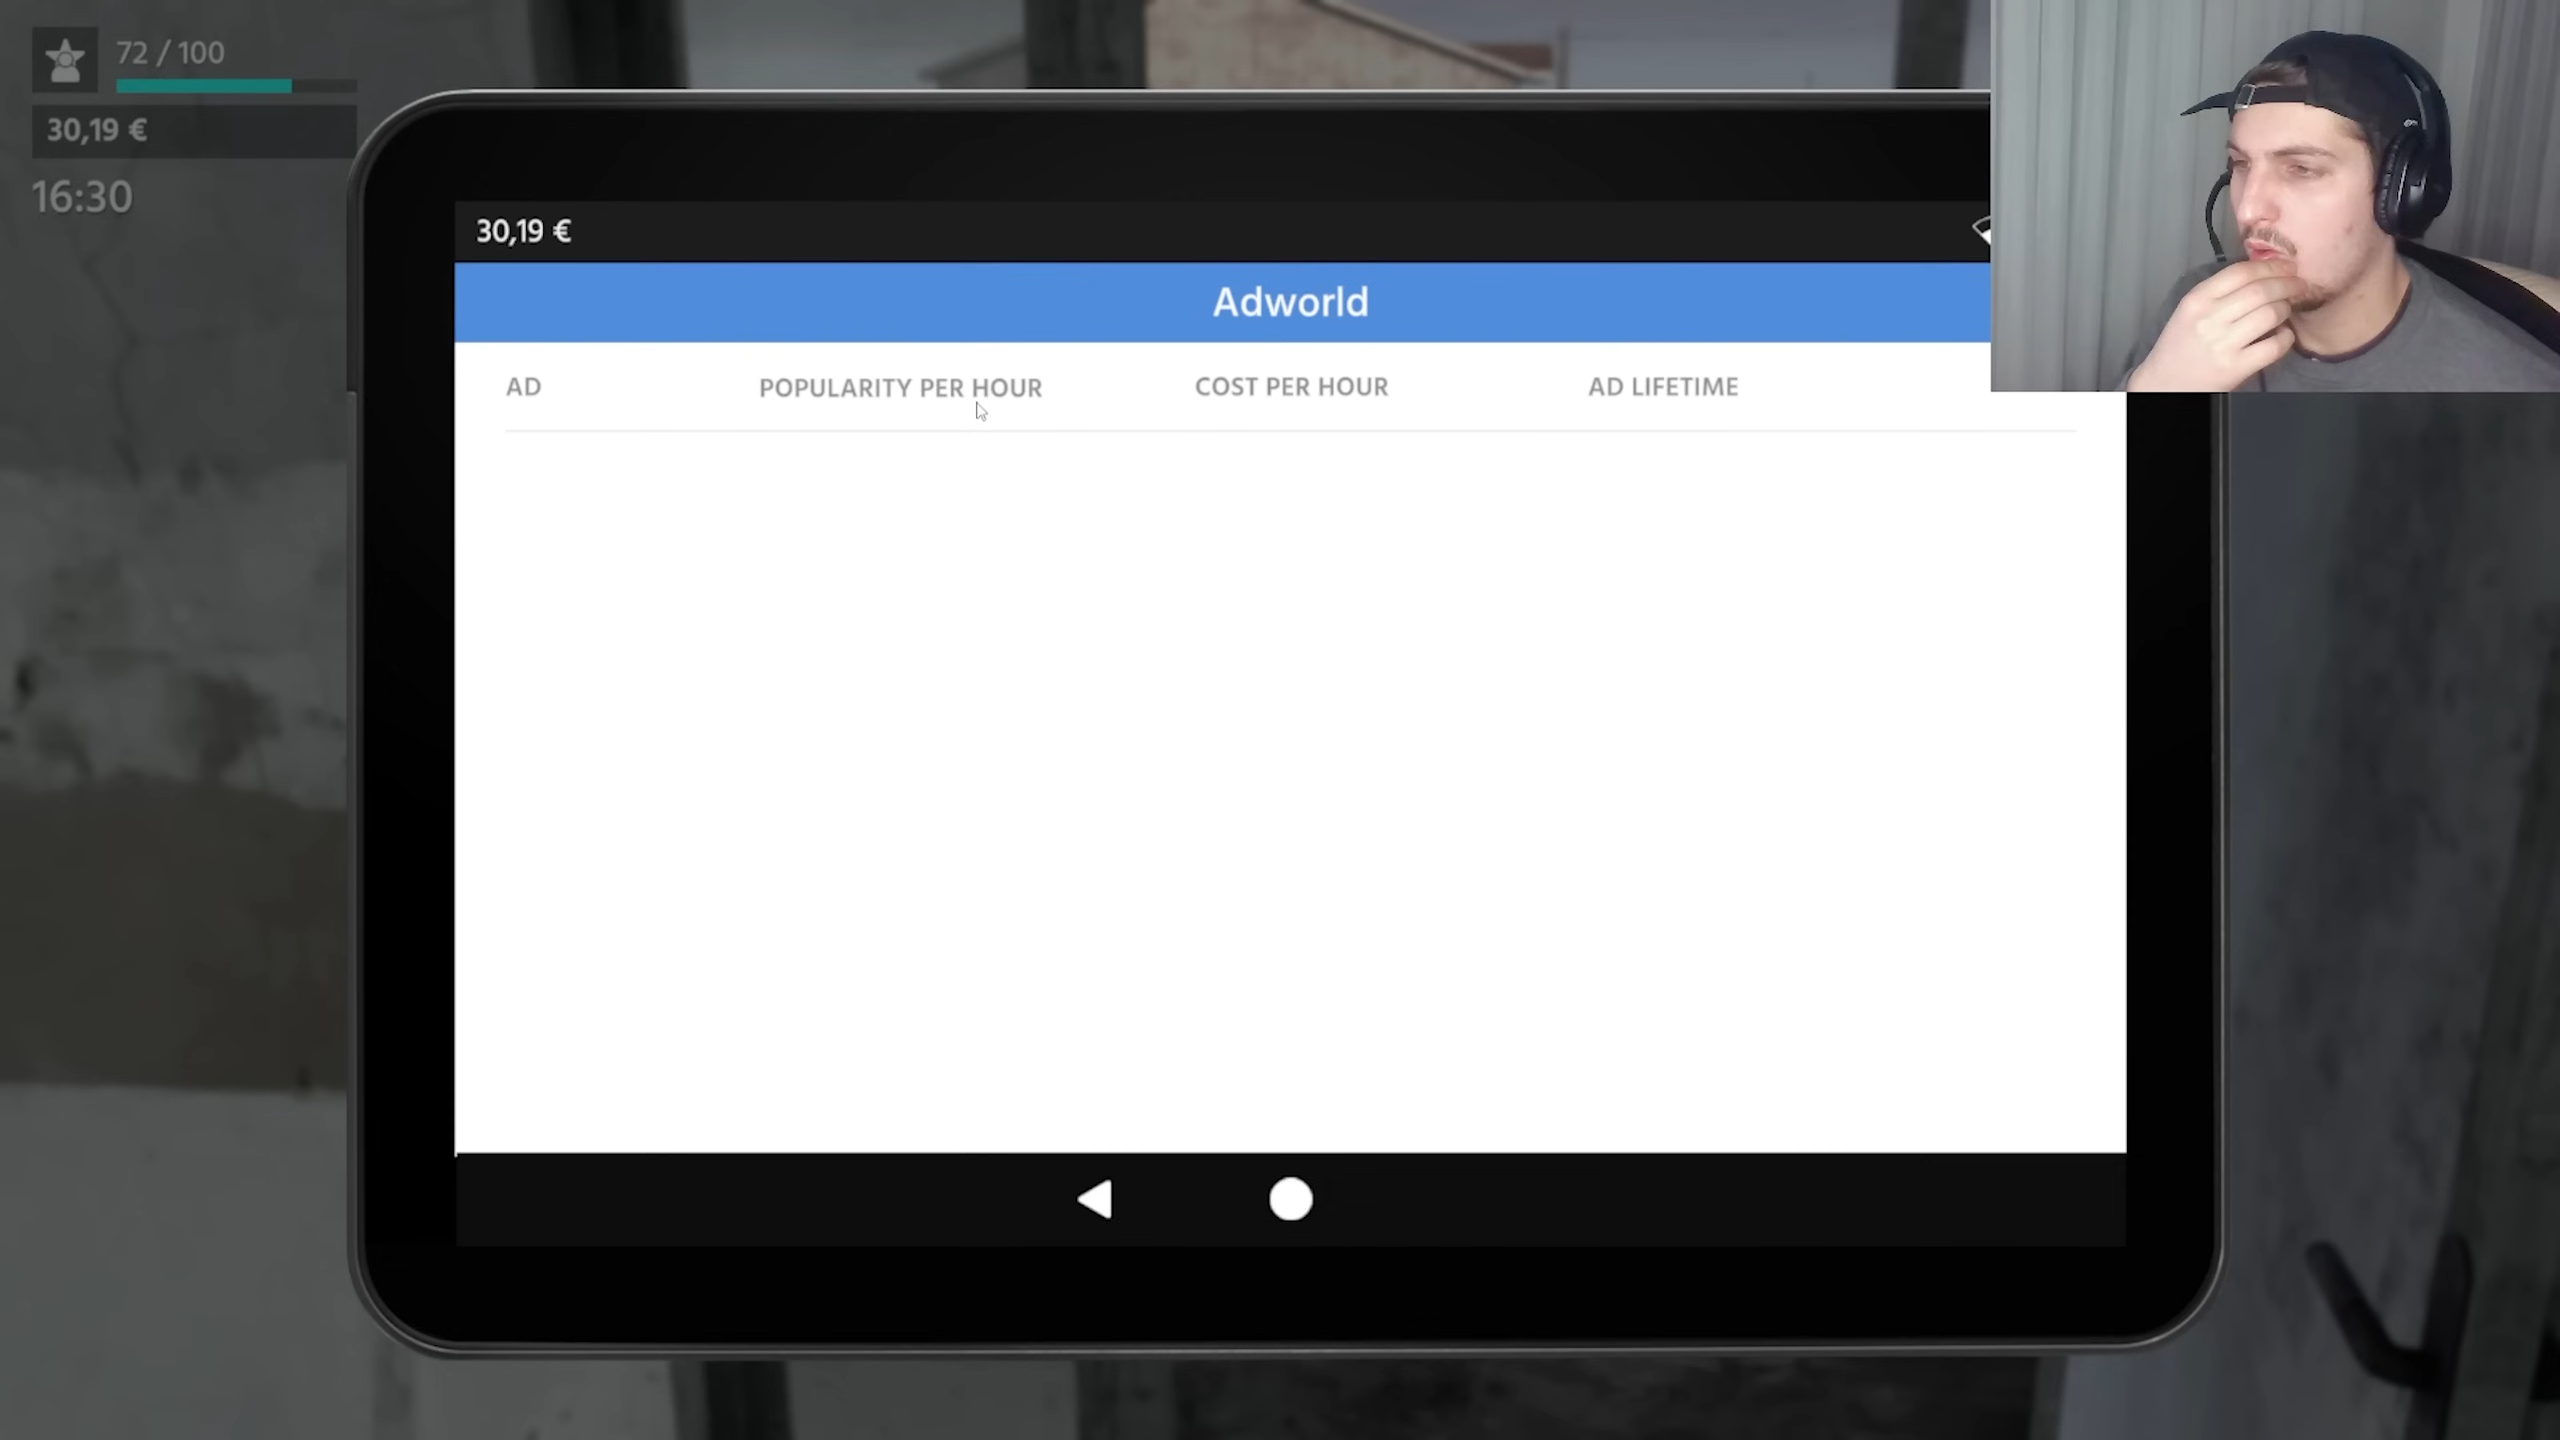 72 / 100
30,19 €
16:30
30,19 €
Adworld
AD POPULARITY PER HOUR COST PER HOUR AD LIFETIME